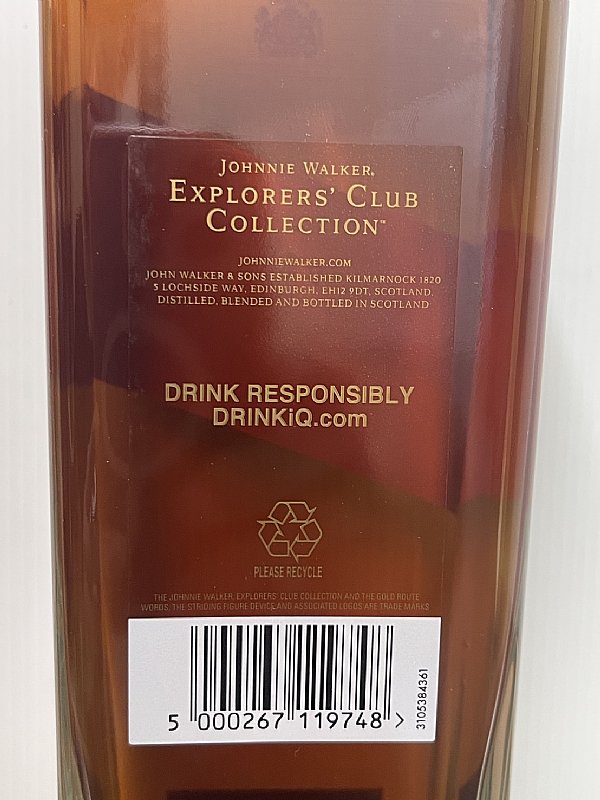 JOHNNIE WALKER.
EXPLORERS' CLUB
COLLECTION™
JOHNNIEWALKER.COM
JOHN WALKER & SONS ESTABLISHED KILMARNOCK 1820
5 LOCHSIDE WAY, EDINBURGH, EH12 9DT, SCOTLAND.
DISTILLED, BLENDED AND BOTTLED IN SCOTLAND
DRINK RESPONSIBLY
DRINKiQ.com
PLEASE RECYCLE
THE JOHNNIE WALKER, EXPLORERS' CLUB COLLECTION AND THE GOLD ROUTE
WORDS, THE STRIDING FIGURE DEVICE AND ASSOCIATED LOGOS ARE TRADE MARKS
5 000267 119748 >
3105384361